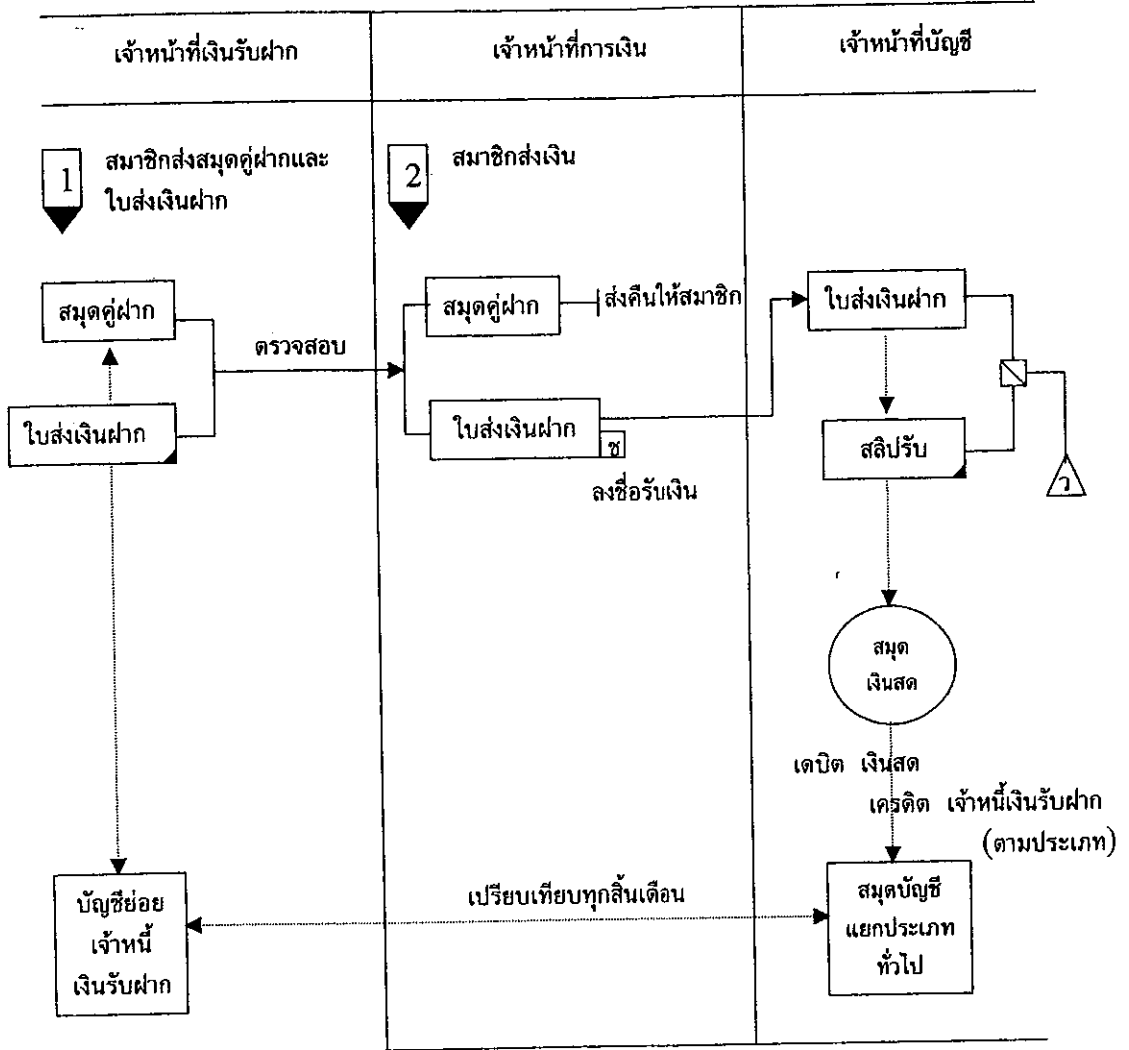 เจ้าหน้าที่เงินรับฝาก
เจ้าหน้าที่การเงิน
เจ้าหน้าที่บัญชี
1
สมาชิกส่งสมุดคู่ฝากและ
ใบส่งเงินฝาก
2
สมาชิกส่งเงิน
สมุดคู่ฝาก
ใบส่งเงินฝาก
ตรวจสอบ
สมุดคู่ฝาก
ส่งคืนให้สมาชิก
ใบส่งเงินฝาก
ช
ลงชื่อรับเงิน
ใบส่งเงินฝาก
สลิปรับ
ว
สมุด
เงินสด
เดบิต เงินสด
เครดิต เจ้าหนี้เงินรับฝาก
(ตามประเภท)
บัญชีย่อย
เจ้าหนี้
เงินรับฝาก
เปรียบเทียบทุกสิ้นเดือน
สมุดบัญชี
แยกประเภท
ทั่วไป